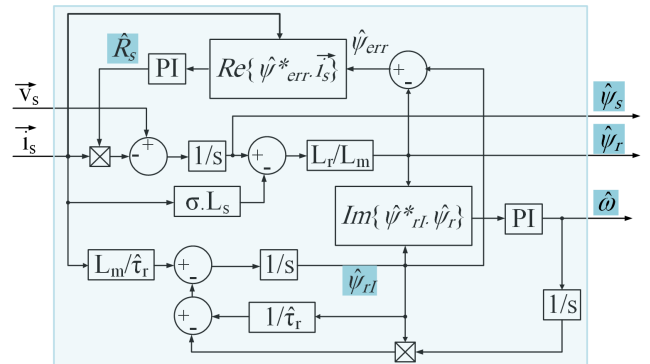 R̂ₛ
ψ̂ₑᵣᵣ
PI
Re{ψ̂*ₑᵣᵣ.i⃗ₛ}
+
-
v⃗ₛ
ψ̂ₛ
i⃗ₛ
-
+
1/s
+
-
Lᵣ/Lₘ
ψ̂ᵣ
σ.Lₛ
Im{ψ̂*ᵣI.ψ̂ᵣ}
PI
ω̂
Lₘ/τ̂ᵣ
+
-
1/s
ψ̂ᵣI
1/s
+
-
1/τ̂ᵣ